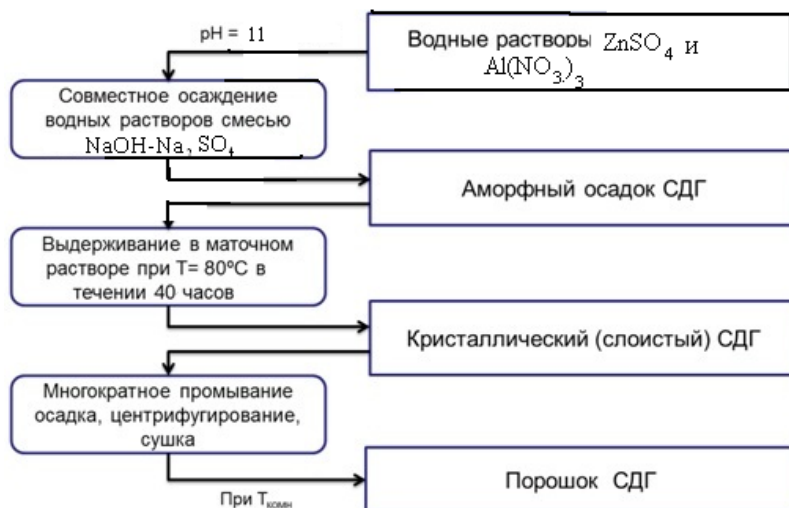 pH = 11
Водные растворы ZnSO4 и
Al(NO3)3
Совместное осаждение
водных растворов смесью
NaOH-Na2SO4
Аморфный осадок СДГ
Выдерживание в маточном
растворе при T= 80ºC в
течении 40 часов
Кристаллический (слоистый) СДГ
Многократное промывание
осадка, центрифугирование,
сушка
Порошок СДГ
При Tкомн